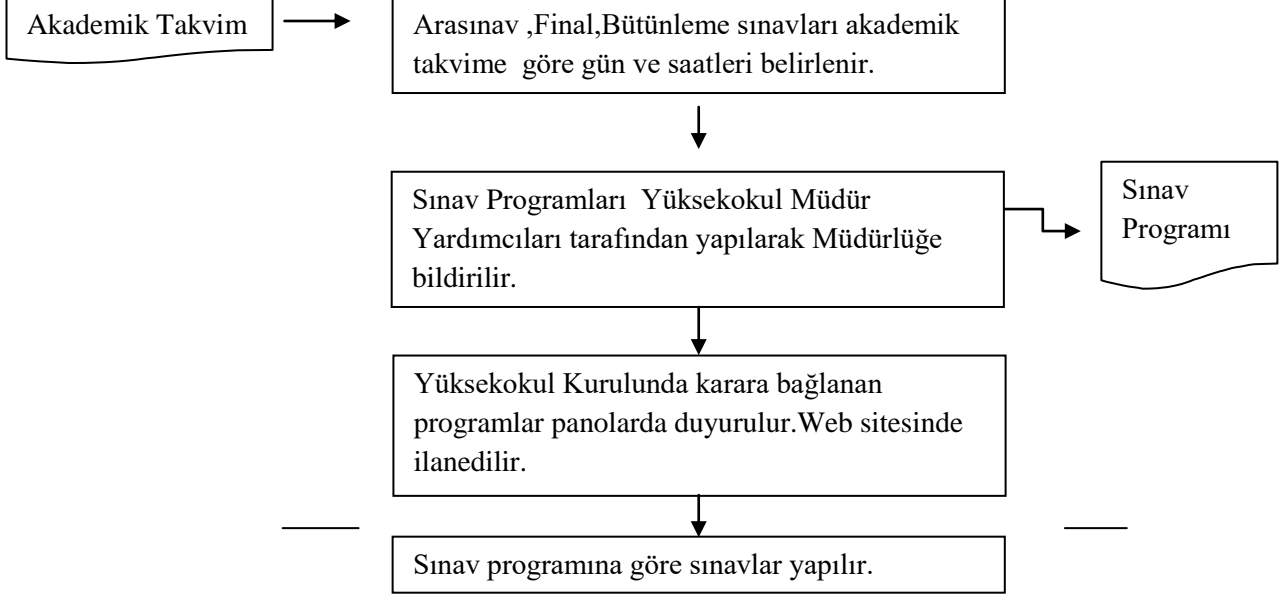 Akademik Takvim
Arasınav ,Final,Bütünleme sınavları akademik
takvime göre gün ve saatleri belirlenir.
Sınav Programları Yüksekokul Müdür
Yardımcıları tarafından yapılarak Müdürlüğe
bildirilir.
Sınav
Programı
Yüksekokul Kurulunda karara bağlanan
programlar panolarda duyurulur.Web sitesinde
ilanedilir.
Sınav programına göre sınavlar yapılır.